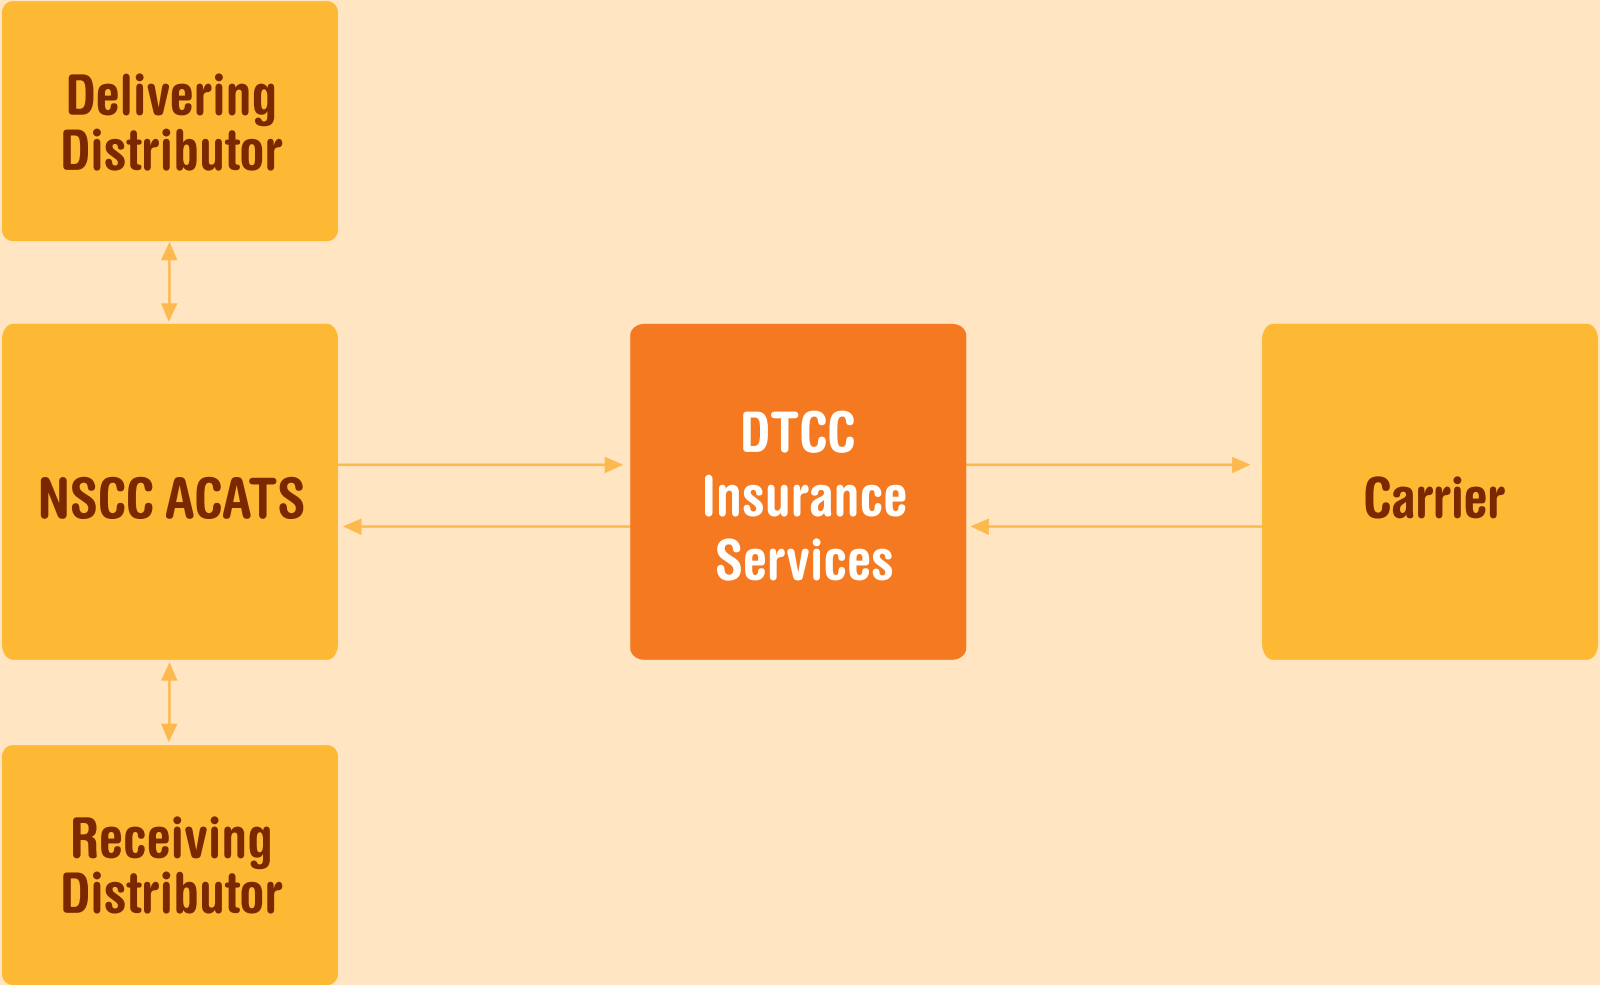 Delivering
Distributor
NSCC ACATS
DTCC
Insurance
Services
Carrier
Receiving
Distributor